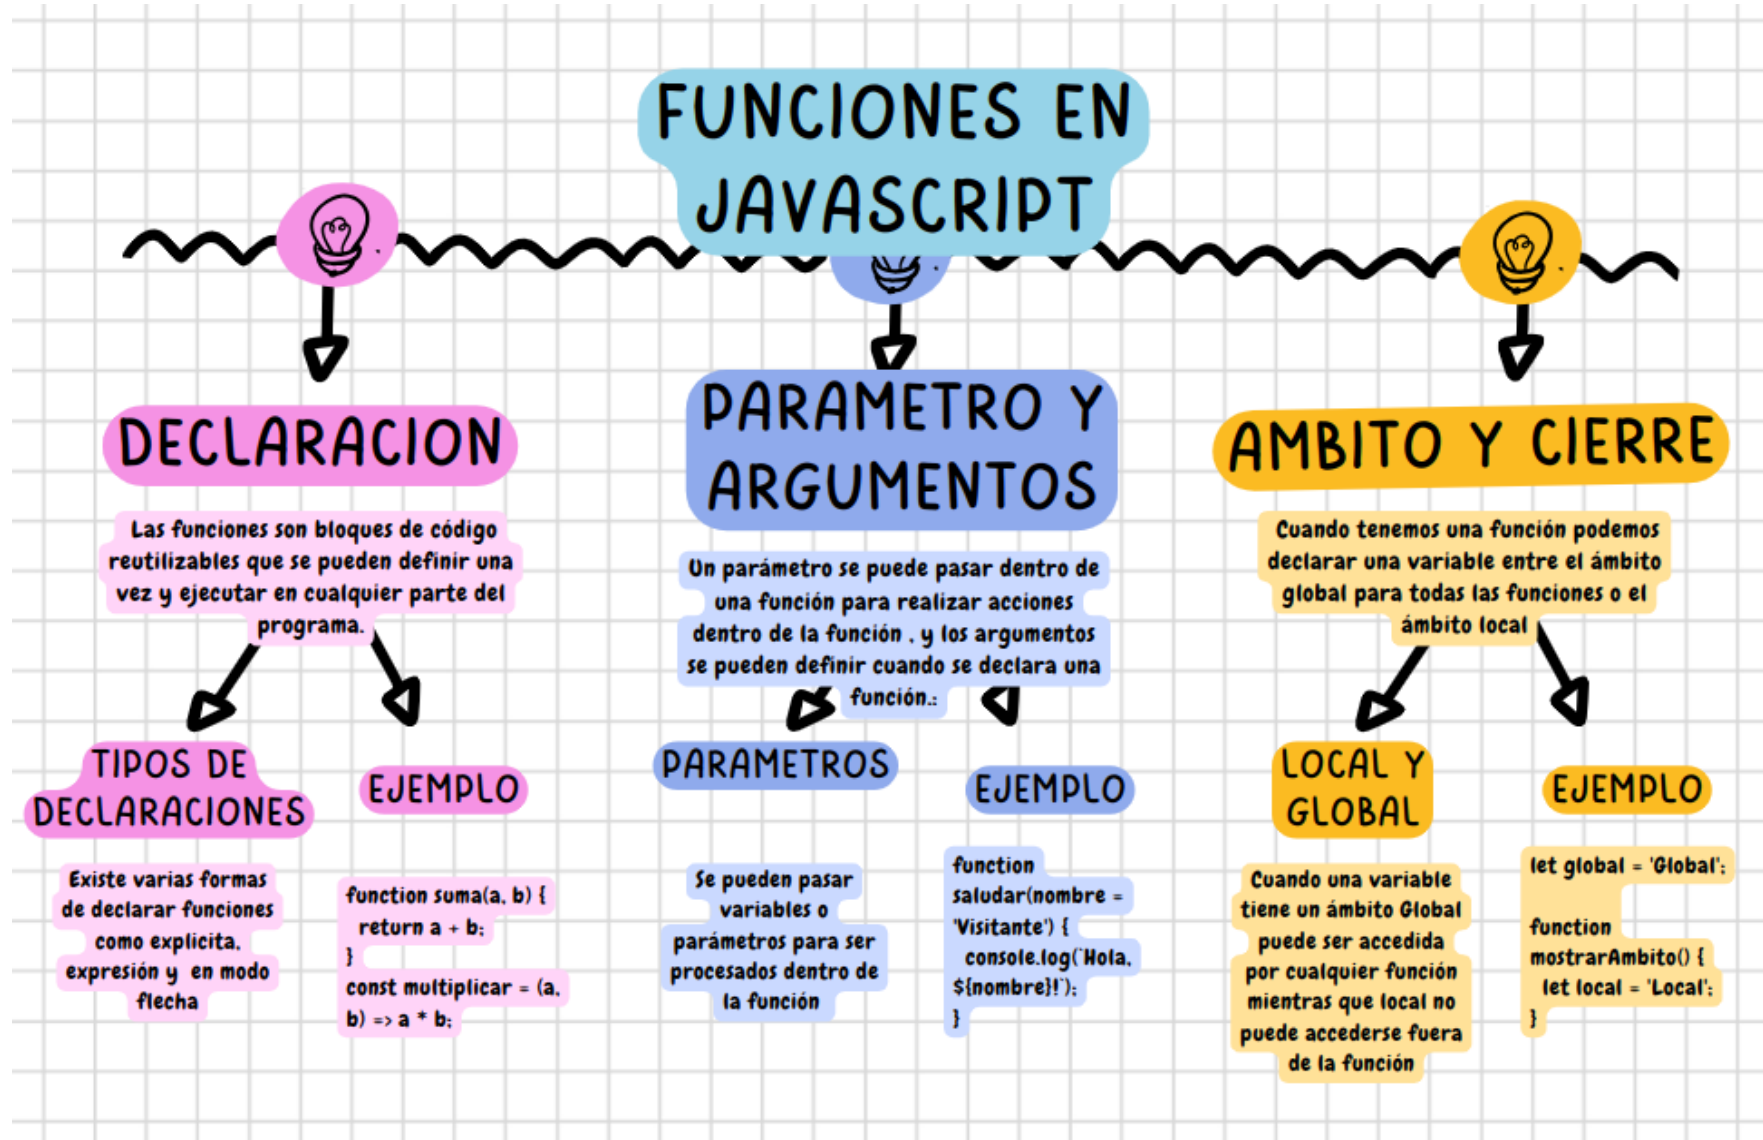 FUNCIONES EN
JAVASCRIPT
DECLARACION
Las funciones son bloques de código
reutilizables que se pueden definir una
vez y ejecutar en cualquier parte del
programa.
TIPOS DE
DECLARACIONES
Existe varias formas
de declarar funciones
como explicita,
expresión y en modo
flecha
EJEMPLO
function suma(a, b) {
return a + b;
}
const multiplicar = (a,
b) => a * b;
PARAMETRO Y
ARGUMENTOS
Un parámetro se puede pasar dentro de
una función para realizar acciones
dentro de la función , y los argumentos
se pueden definir cuando se declara una
función.:
PARAMETROS
Se pueden pasar
variables o
parámetros para ser
procesados dentro de
la función
EJEMPLO
function
saludar(nombre =
'Visitante') {
console.log(`Hola,
${nombre}!`);
}
AMBITO Y CIERRE
Cuando tenemos una función podemos
declarar una variable entre el ámbito
global para todas las funciones o el
ámbito local
LOCAL Y
GLOBAL
Cuando una variable
tiene un ámbito Global
puede ser accedida
por cualquier función
mientras que local no
puede accederse fuera
de la función
EJEMPLO
let global = 'Global';
function
mostrarAmbito() {
let local = 'Local';
}